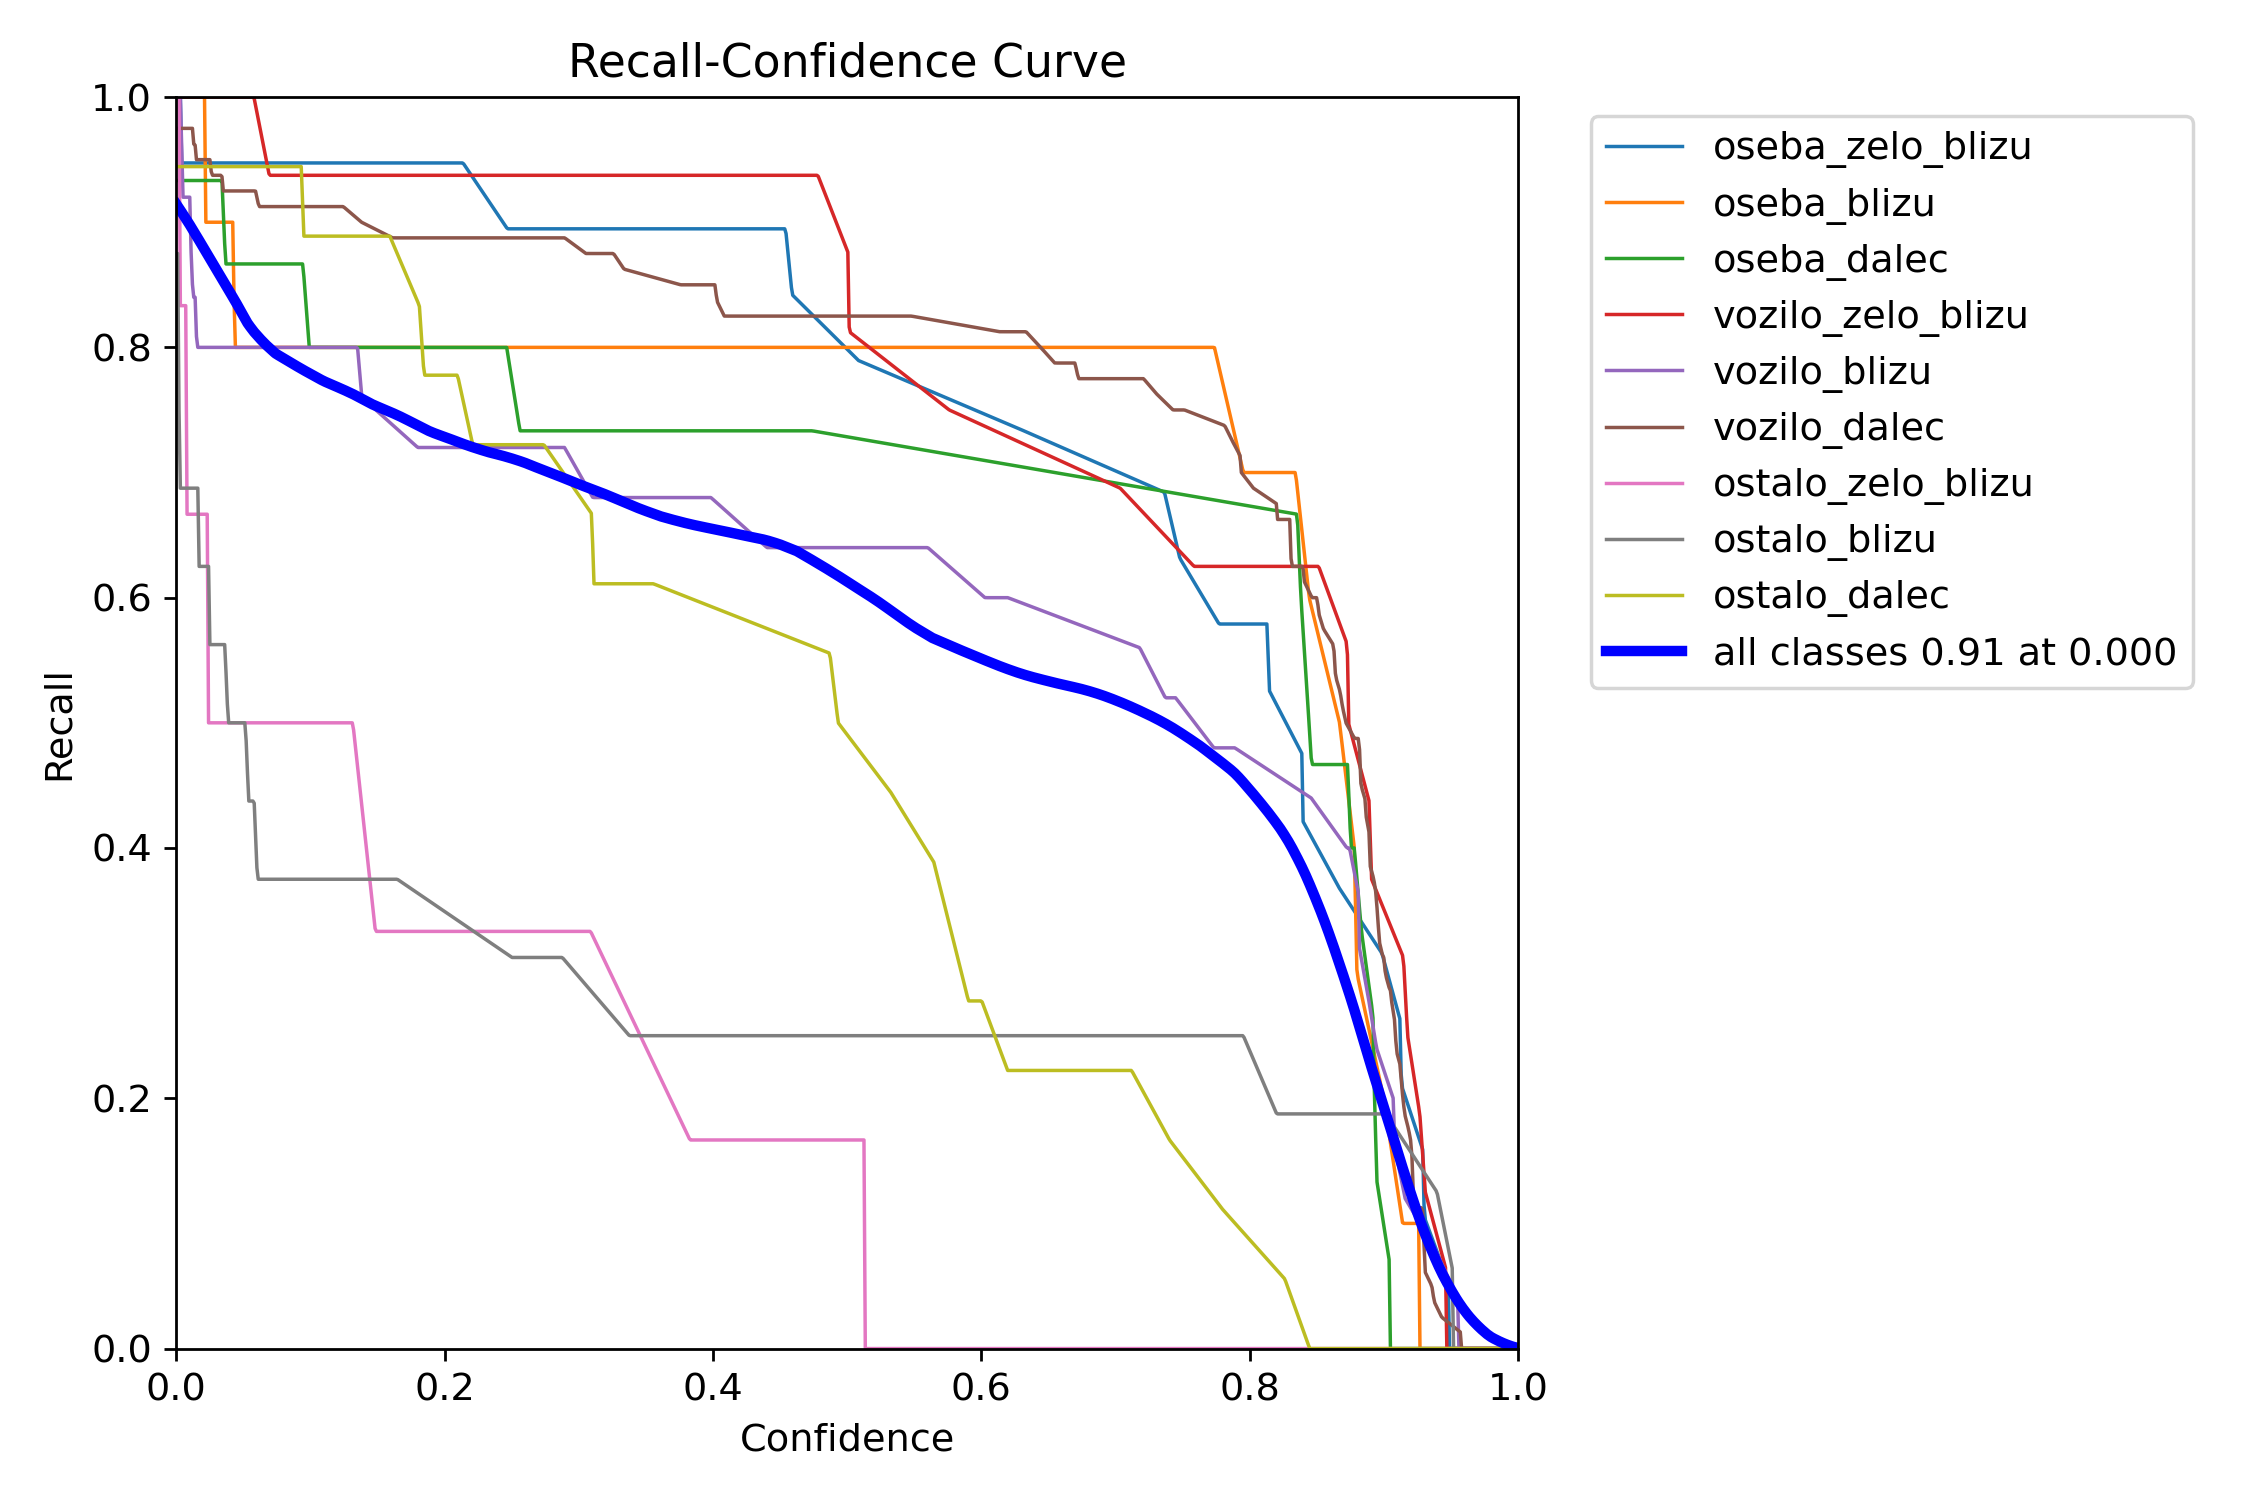 Recall-Confidence Curve
1.0
0.8
0.6
0.4
0.2
0.0
Recall
0.0 0.2 0.4 0.6 0.8 1.0
Confidence
oseba_zelo_blizu
oseba_blizu
oseba_dalec
vozilo_zelo_blizu
vozilo_blizu
vozilo_dalec
ostalo_zelo_blizu
ostalo_blizu
ostalo_dalec
all classes 0.91 at 0.000